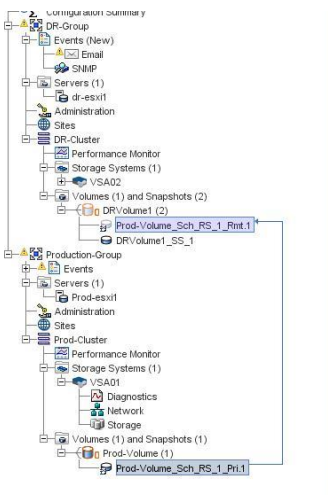 Configuration Summary
DR-Group
Events (New)
Email
SNMP
Servers (1)
dr-esxi1
Administration
Sites
DR-Cluster
Performance Monitor
Storage Systems (1)
VSA02
Volumes (1) and Snapshots (2)
DRVolume1 (2)
Prod-Volume_Sch_RS_1_Rmt.1
DRVolume1_SS_1
Production-Group
Events
Servers (1)
Prod-esxi1
Administration
Sites
Prod-Cluster
Performance Monitor
Storage Systems (1)
VSA01
Diagnostics
Network
Storage
Volumes (1) and Snapshots (1)
Prod-Volume (1)
Prod-Volume_Sch_RS_1_Pri.1